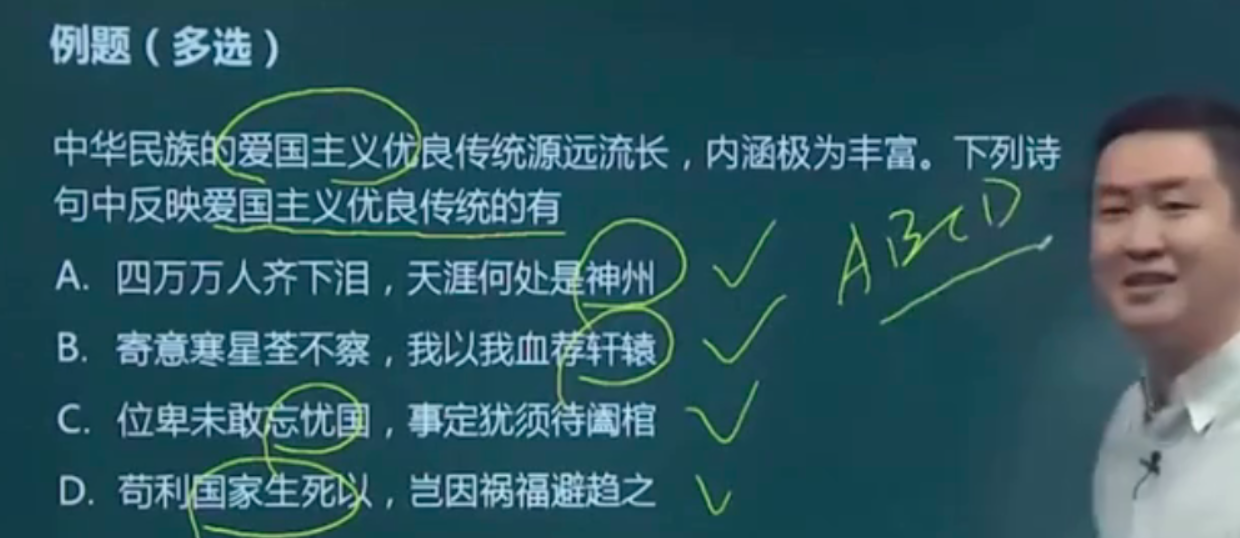 例题（多选）
中华民族的爱国主义优良传统源远流长，内涵极为丰富。下列诗
句中反映爱国主义优良传统的有
A. 四万万人齐下泪，天涯何处是神州
B. 寄意寒星荃不察，我以我血荐轩辕
C. 位卑未敢忘忧国，事定犹须待阖棺
D. 苟利国家生死以，岂因祸福避趋之
ABCD